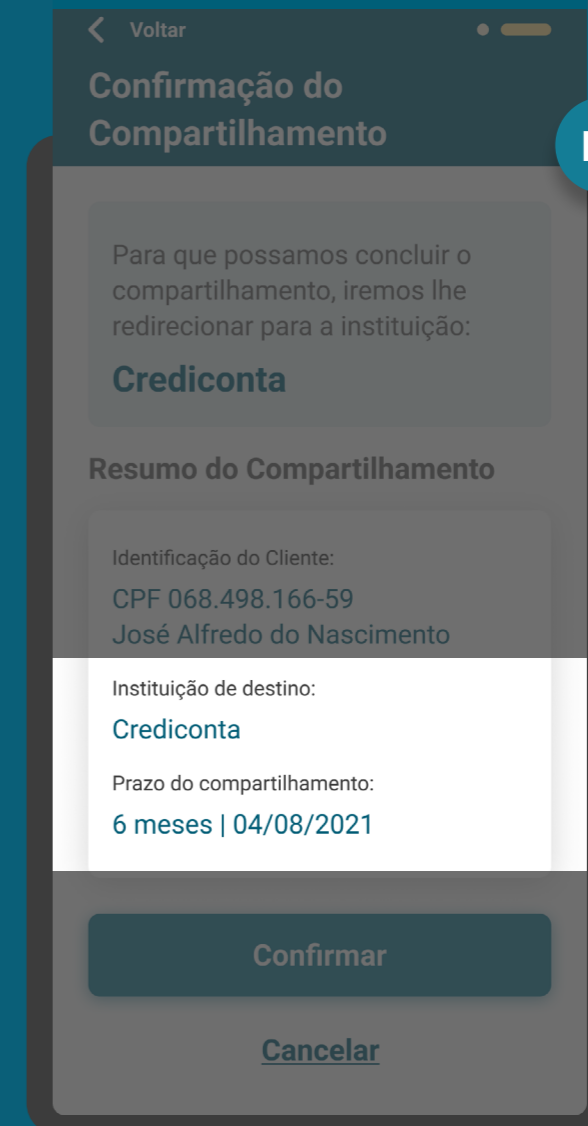 Voltar
Confirmação do
Compartilhamento
Para que possamos concluir o
compartilhamento, iremos lhe
redirecionar para a instituição:
Crediconta
Resumo do Compartilhamento
Identificação do Cliente:
CPF 068.498.166-59
José Alfredo do Nascimento
Instituição de destino:
Crediconta
Prazo do compartilhamento:
6 meses | 04/08/2021
Confirmar
Cancelar